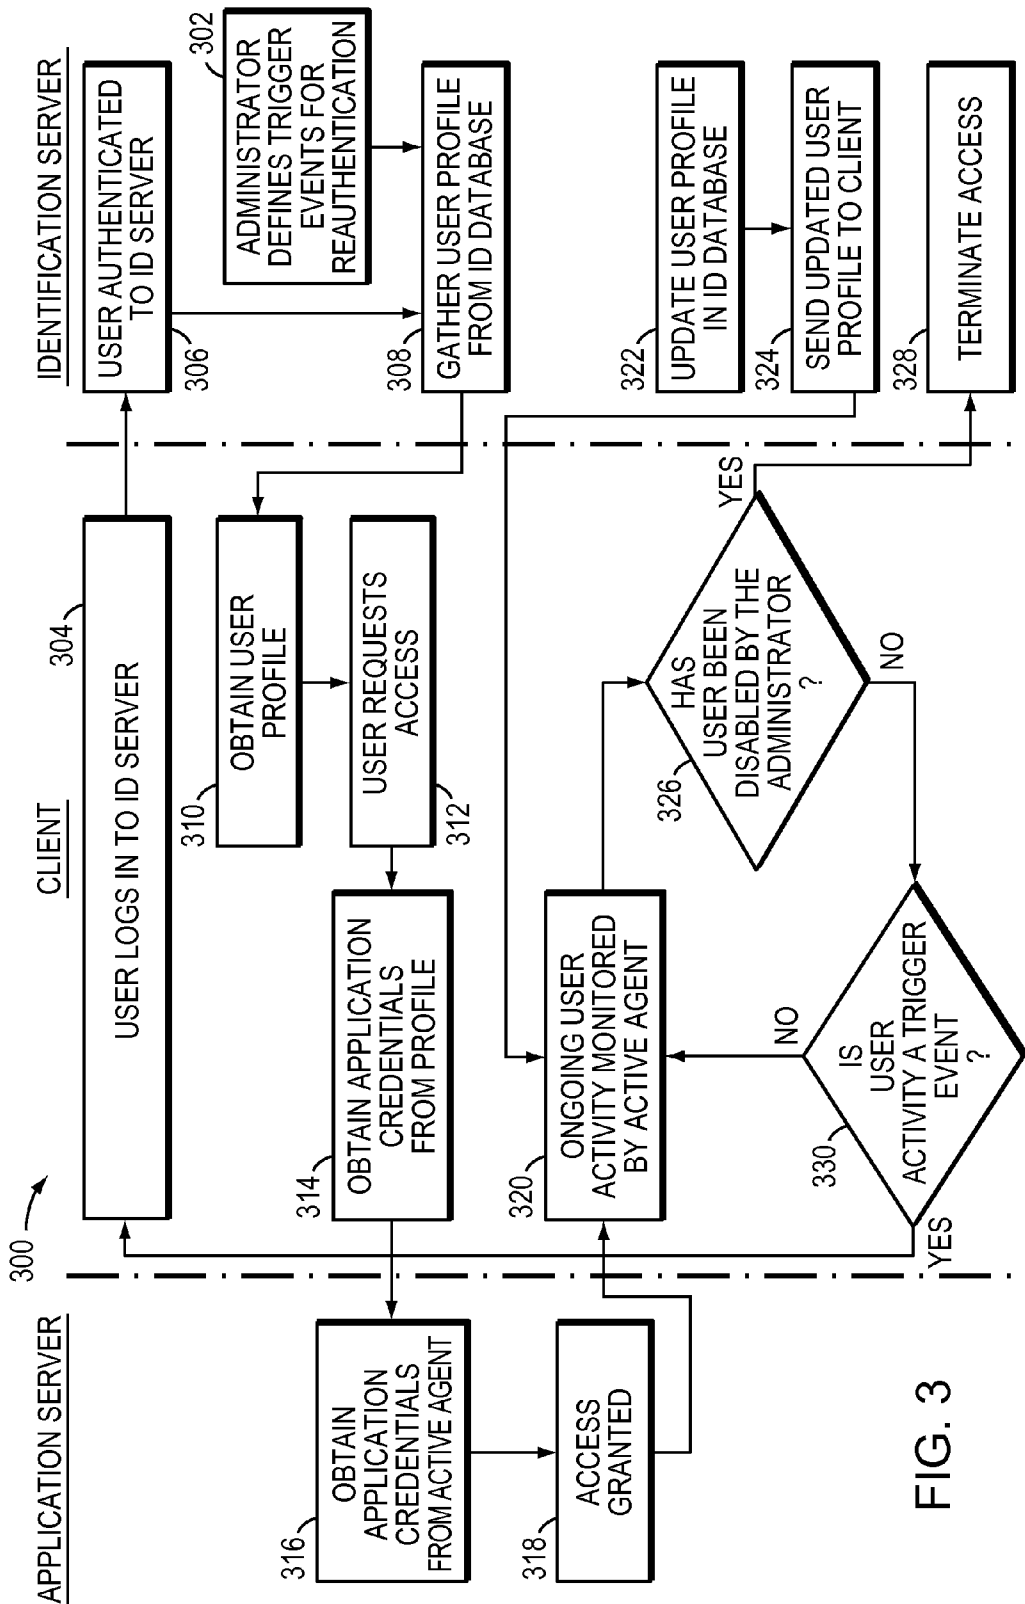 APPLICATION SERVER
CLIENT
IDENTIFICATION SERVER
300
304
USER LOGS IN TO ID SERVER
USER AUTHENTICATED
TO ID SERVER
306
302
ADMINISTRATOR
DEFINES TRIGGER
EVENTS FOR
REAUTHENTICATION
308
GATHER USER PROFILE
FROM ID DATABASE
310
OBTAIN USER
PROFILE
USER REQUESTS
ACCESS
312
314
OBTAIN APPLICATION
CREDENTIALS
FROM PROFILE
316
OBTAIN
APPLICATION
CREDENTIALS
FROM ACTIVE AGENT
318
ACCESS
GRANTED
320
ONGOING USER
ACTIVITY MONITORED
BY ACTIVE AGENT
322
UPDATE USER PROFILE
IN ID DATABASE
324
SEND UPDATED USER
PROFILE TO CLIENT
326
HAS
USER BEEN
DISABLED BY THE
ADMINISTRATOR
?
YES
NO
328
TERMINATE ACCESS
330
IS
USER
ACTIVITY A TRIGGER
EVENT
?
NO
YES
FIG. 3